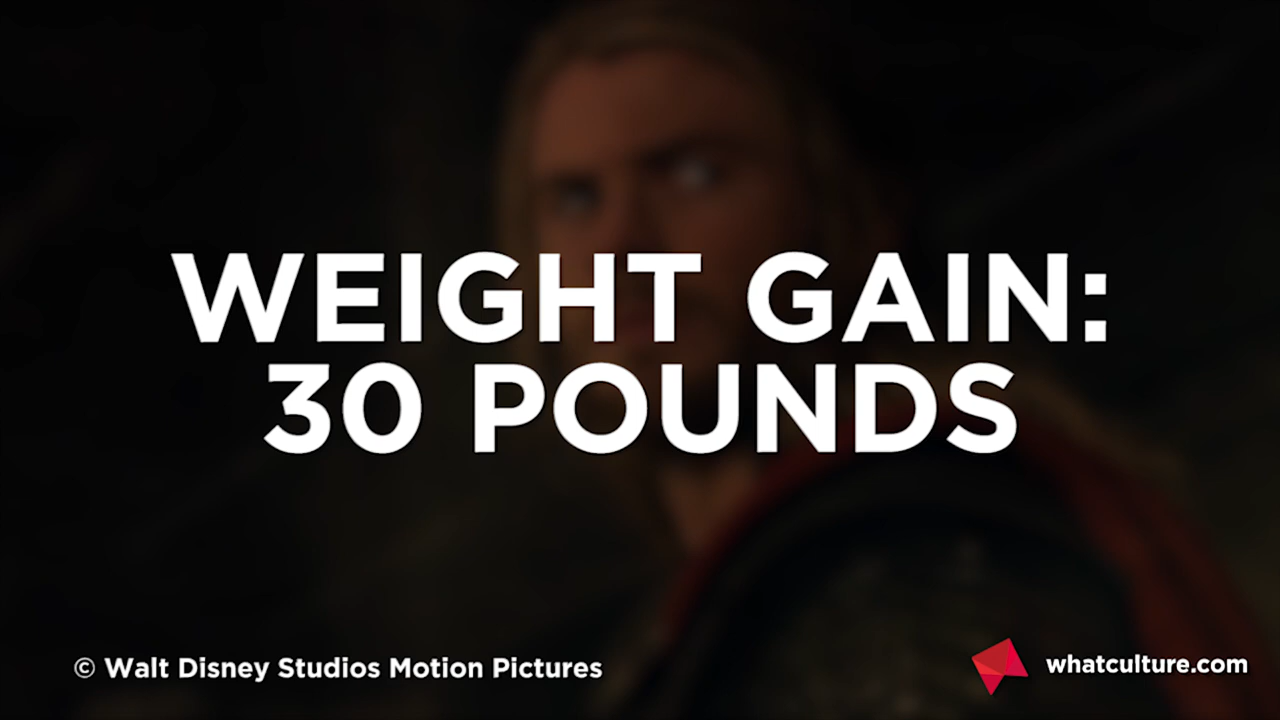 WEIGHT GAIN:
30 POUNDS
© Walt Disney Studios Motion Pictures
whatculture.com